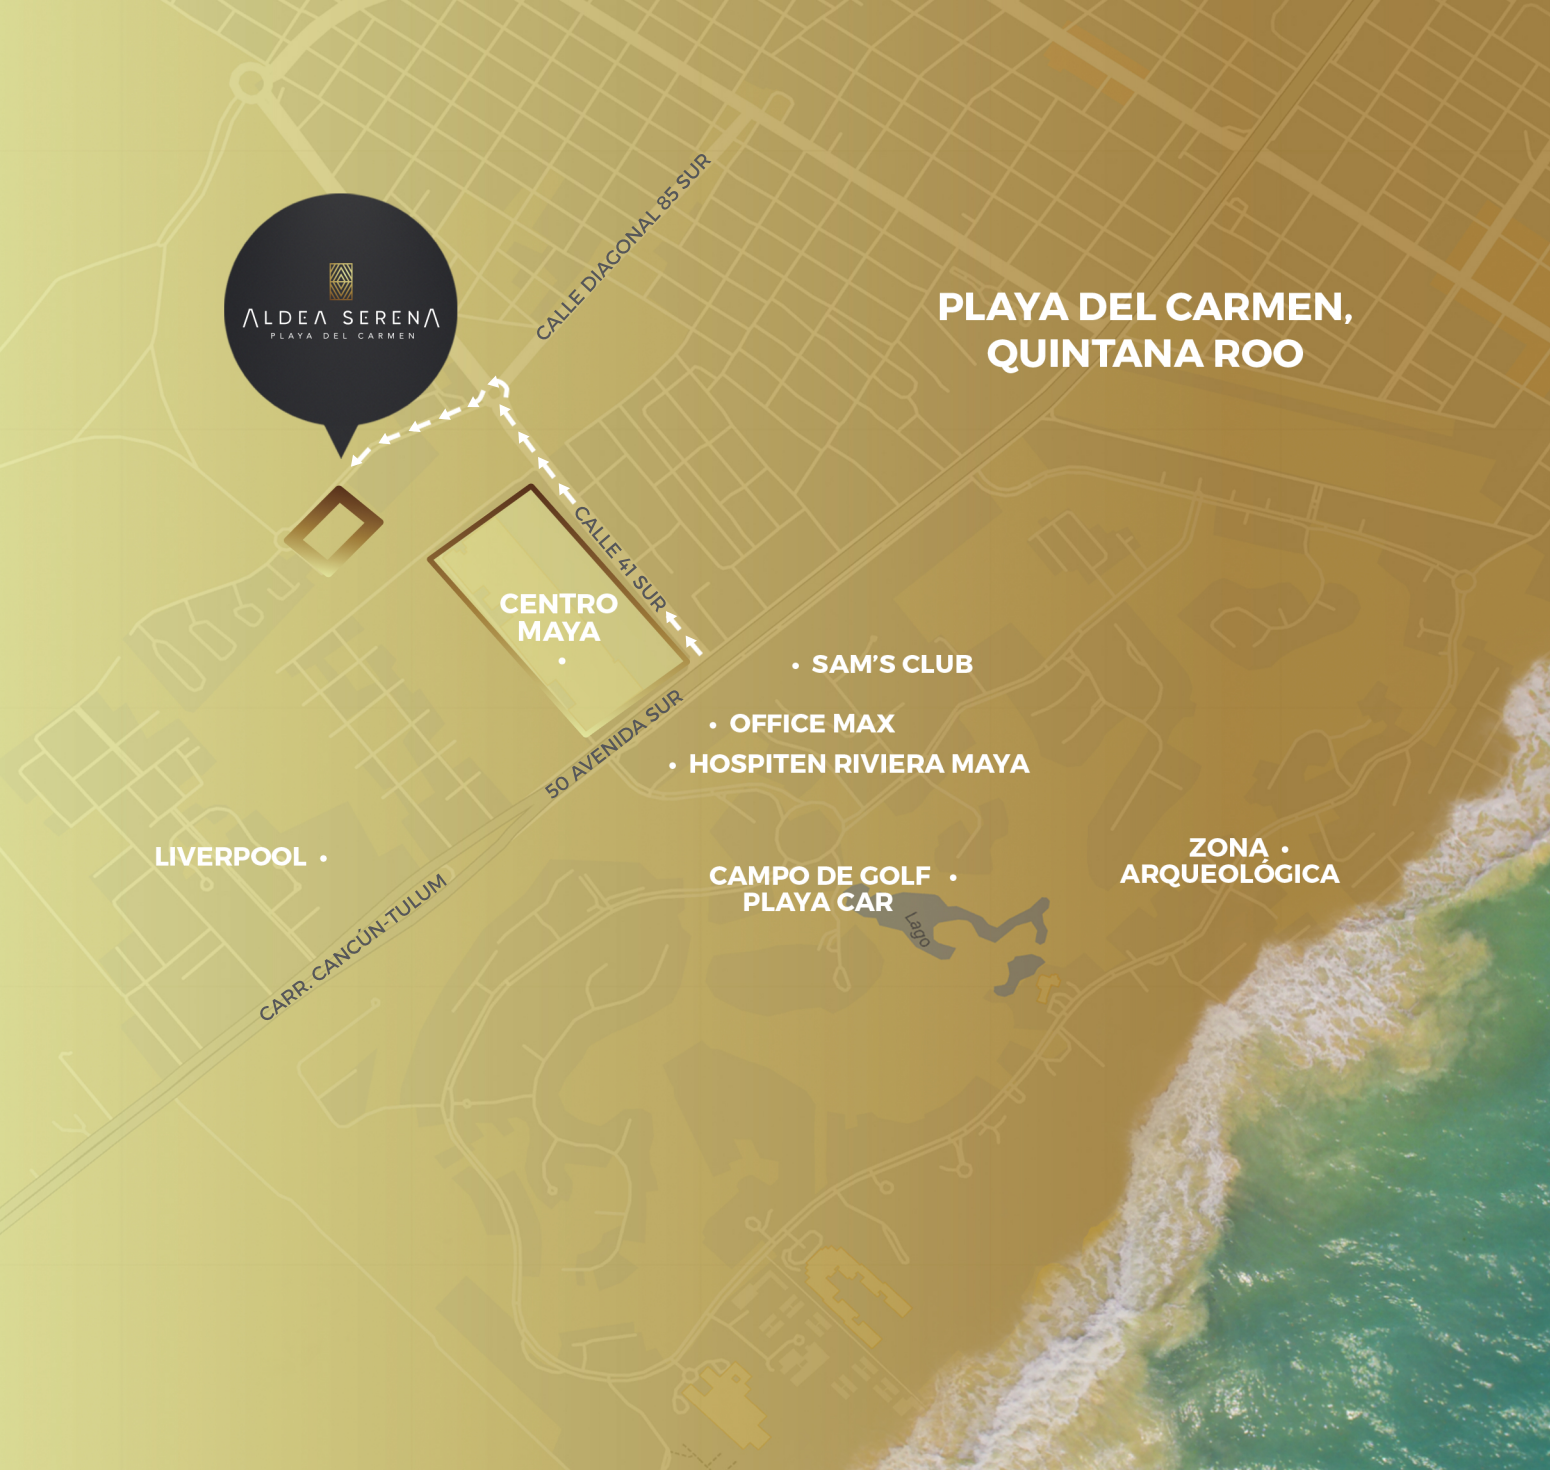 CALLE DIAGONAL 85 SUR
ALDEA SERENA
PLAYA DEL CARMEN
PLAYA DEL CARMEN,
QUINTANA ROO
CALLE 41 SUR
CENTRO
MAYA
• SAM'S CLUB
• OFFICE MAX
50 AVENIDA SUR
• HOSPITEN RIVIERA MAYA
LIVERPOOL •
ZONA •
ARQUEOLÓGICA
CAMPO DE GOLF •
PLAYA CAR
Lago
CARR. CANCÚN-TULUM